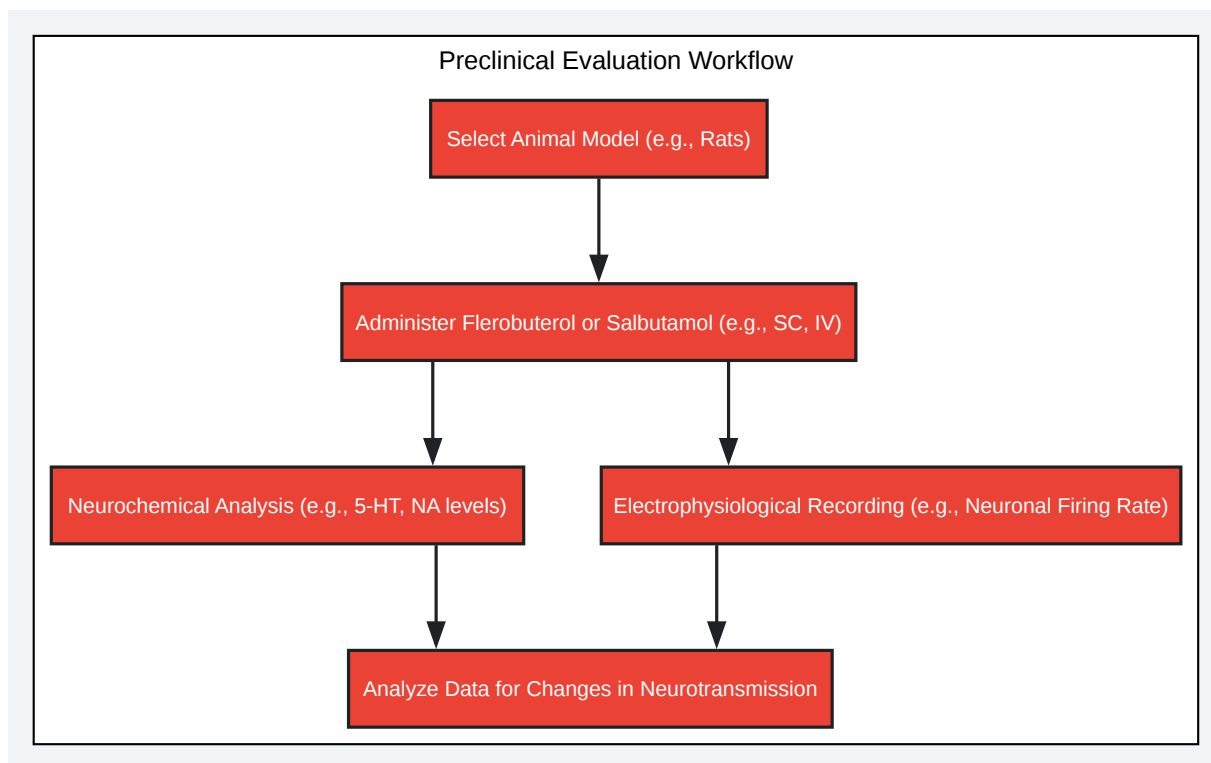 Preclinical Evaluation Workflow
Select Animal Model (e.g., Rats)
Administer Flerobuterol or Salbutamol (e.g., SC, IV)
Neurochemical Analysis (e.g., 5-HT, NA levels)
Electrophysiological Recording (e.g., Neuronal Firing Rate)
Analyze Data for Changes in Neurotransmission